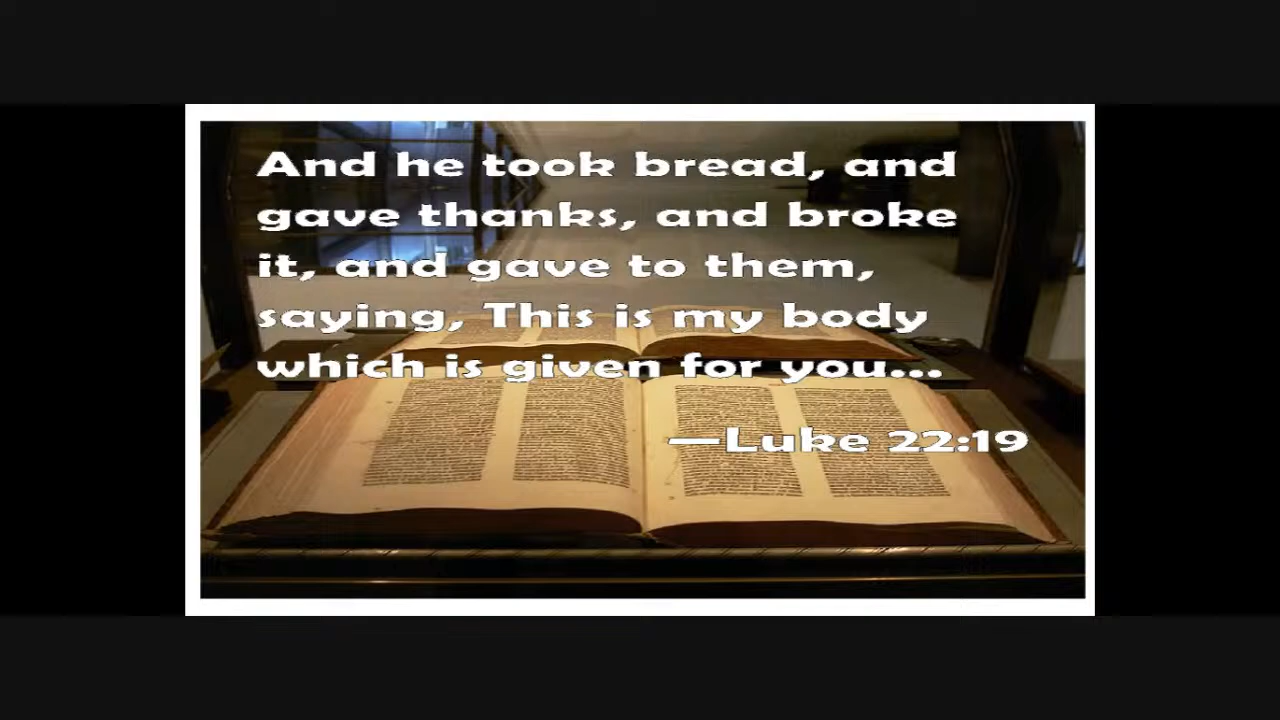 And he took bread, and
gave thanks, and broke
it, and gave to them,
saying, This is my body
which is given for you...
—Luke 22:19